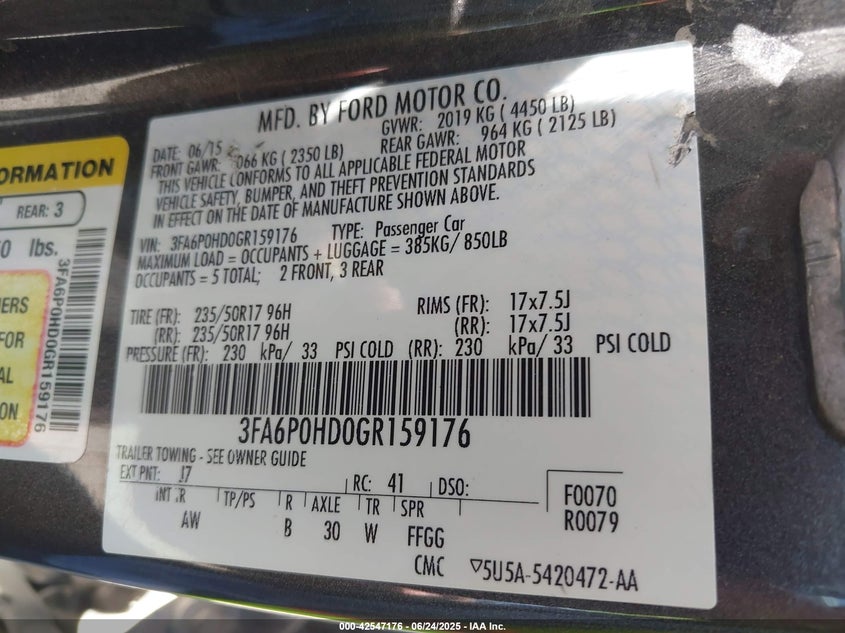 MFD. BY FORD MOTOR CO.
DATE: 06/15
GVWR: 2019 KG (4450 LB)
FRONT GAWR: 066 KG (2350 LB)
REAR GAWR: 964 KG (2125 LB)
THIS VEHICLE CONFORMS TO ALL APPLICABLE FEDERAL MOTOR
VEHICLE SAFETY, BUMPER, AND THEFT PREVENTION STANDARDS
IN EFFECT ON THE DATE OF MANUFACTURE SHOWN ABOVE.
VIN: 3FA6P0HD0GR159176 TYPE: Passenger Car
MAXIMUM LOAD = OCCUPANTS + LUGGAGE = 385KG/ 850LB
OCCUPANTS = 5 TOTAL; 2 FRONT, 3 REAR
TIRE (FR): 235/50R17 96H RIMS (FR): 17x7.5J
(RR): 235/50R17 96H (RR): 17x7.5J
PRESSURE (FR): 230 kPa/ 33 PSI COLD (RR): 230 kPa/ 33 PSI COLD
3FA6P0HD0GR159176
TRAILER TOWING - SEE OWNER GUIDE
EXT PNT: J7 RC: 41 DSO:
INT TR TP/PS R AXLE TR SPR
AW B 30 W FFGG
F0070
R0079
CMC ▽5U5A-5420472-AA
ORMATION
REAR: 3
0 lbs.
3FA6P0HD0GR159176
NERS
FOR
AL
ON
000-42547176 - 06/24/2025 - IAA Inc.